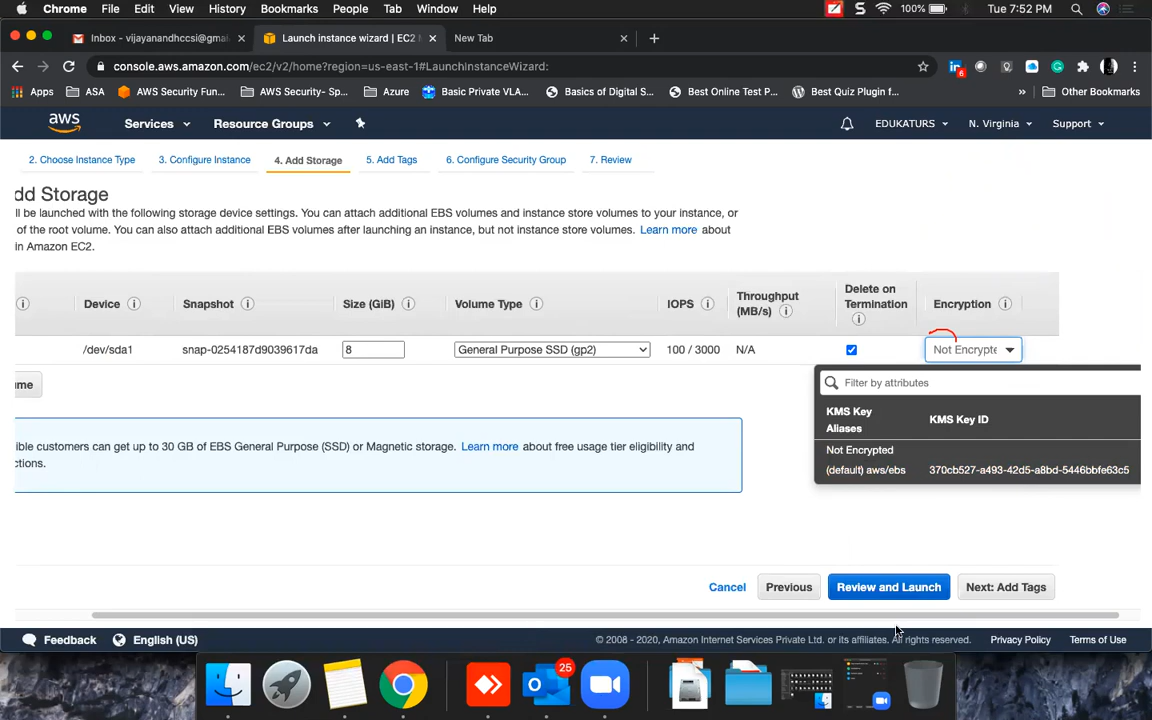 Chrome File Edit View History Bookmarks People Tab Window Help 100% Tue 7:52 PM
Inbox - vijayanandhccsi@gmai Launch instance wizard | EC2 M New Tab
console.aws.amazon.com/ec2/v2/home?region=us-east-1#LaunchInstanceWizard:
Apps ASA AWS Security Fun... AWS Security- Sp... Azure Basic Private VLA... Basics of Digital S... Best Online Test P... Best Quiz Plugin f... » Other Bookmarks
aws Services Resource Groups EDUKATURS N. Virginia Support
2. Choose Instance Type 3. Configure Instance 4. Add Storage 5. Add Tags 6. Configure Security Group 7. Review
dd Storage
ll be launched with the following storage device settings. You can attach additional EBS volumes and instance store volumes to your instance, or
of the root volume. You can also attach additional EBS volumes after launching an instance, but not instance store volumes. Learn more about
in Amazon EC2.
Device Snapshot Size (GiB) Volume Type IOPS Throughput (MB/s) Delete on Termination Encryption
/dev/sda1 snap-0254187d9039617da 8 General Purpose SSD (gp2) 100 / 3000 N/A Not Encrypte
ume
Filter by attributes
KMS Key Aliases KMS Key ID
Not Encrypted
(default) aws/ebs 370cb527-a493-42d5-a8bd-5446bbfe63c5
ible customers can get up to 30 GB of EBS General Purpose (SSD) or Magnetic storage. Learn more about free usage tier eligibility and
ctions.
Cancel Previous Review and Launch Next: Add Tags
Feedback English (US) © 2008 - 2020, Amazon Internet Services Private Ltd. or its affiliates. All rights reserved. Privacy Policy Terms of Use
25